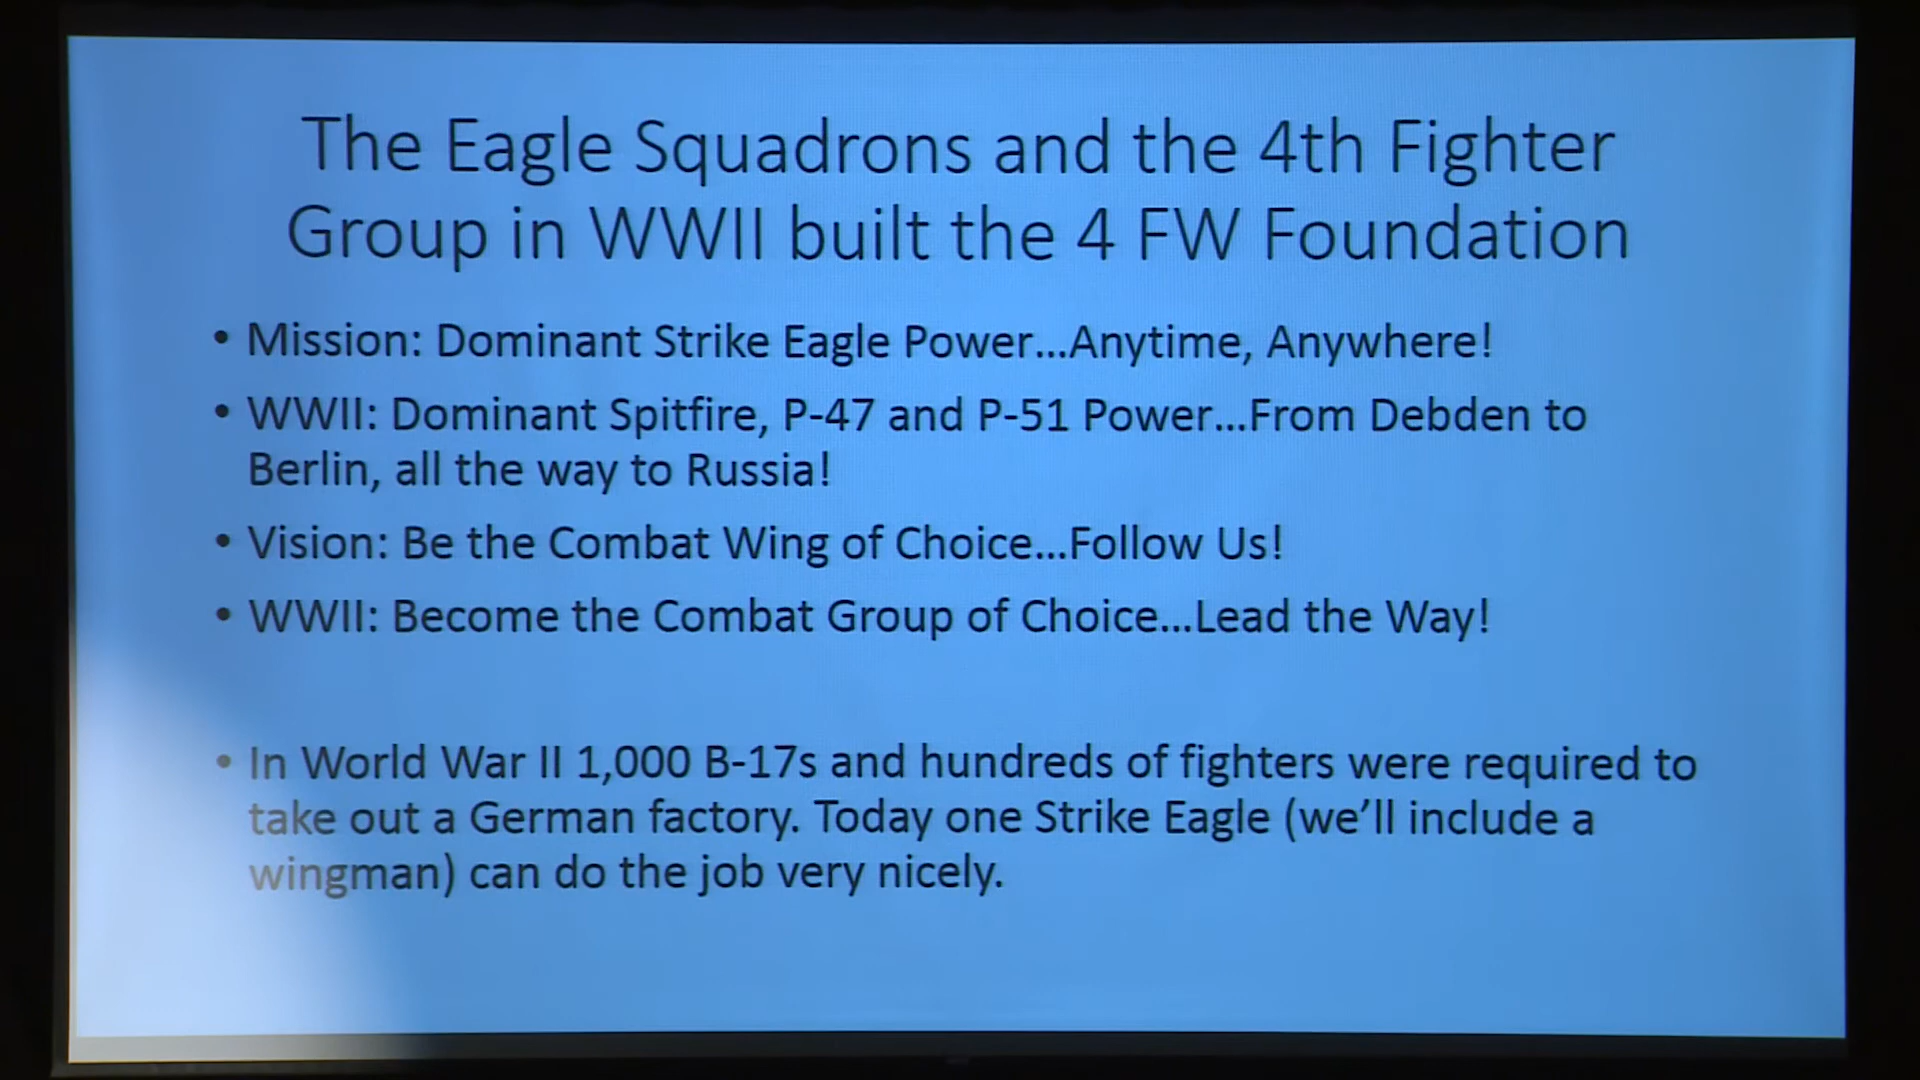 The Eagle Squadrons and the 4th Fighter
Group in WWII built the 4 FW Foundation
• Mission: Dominant Strike Eagle Power...Anytime, Anywhere!
• WWII: Dominant Spitfire, P-47 and P-51 Power...From Debden to
Berlin, all the way to Russia!
• Vision: Be the Combat Wing of Choice...Follow Us!
• WWII: Become the Combat Group of Choice...Lead the Way!
• In World War II 1,000 B-17s and hundreds of fighters were required to
take out a German factory. Today one Strike Eagle (we’ll include a
wingman) can do the job very nicely.